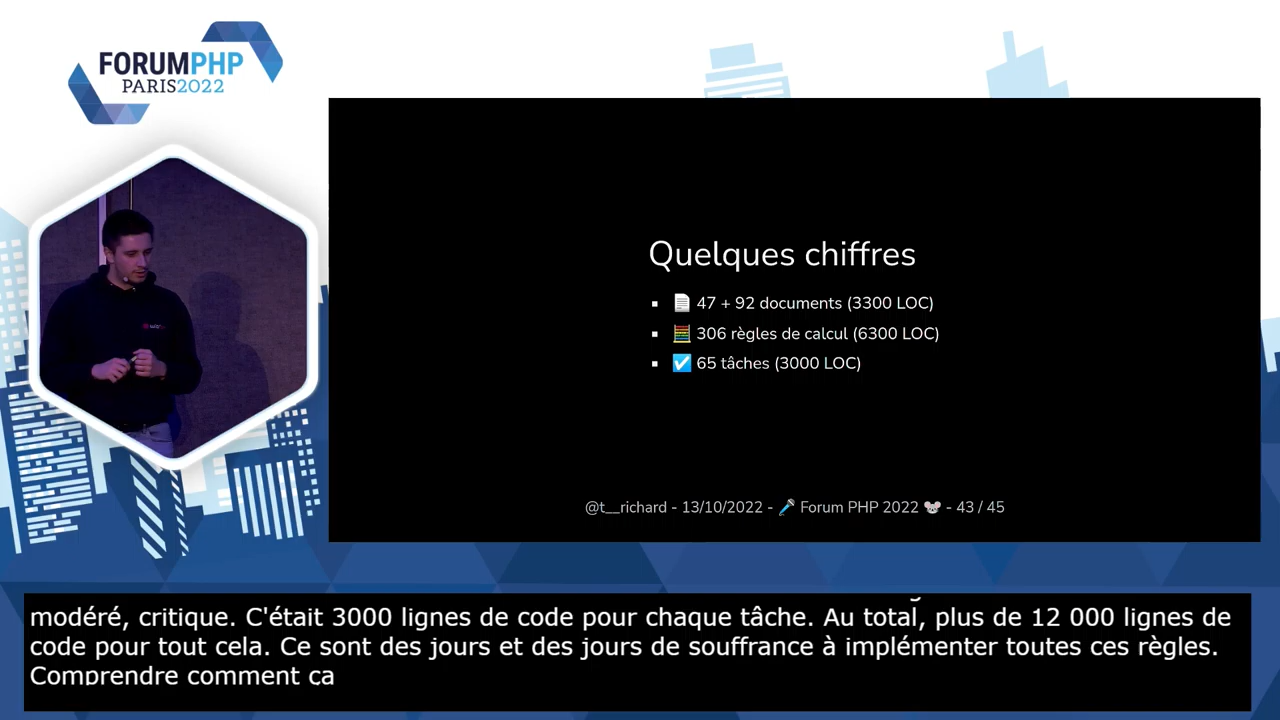 FORUMPHP
PARIS2022
Quelques chiffres
47 + 92 documents (3300 LOC)
306 règles de calcul (6300 LOC)
65 tâches (3000 LOC)
@t__richard - 13/10/2022 - 🎤 Forum PHP 2022 🐭 - 43 / 45
modéré, critique. C'était 3000 lignes de code pour chaque tâche. Au total, plus de 12 000 lignes de
code pour tout cela. Ce sont des jours et des jours de souffrance à implémenter toutes ces règles.
Comprendre comment ça